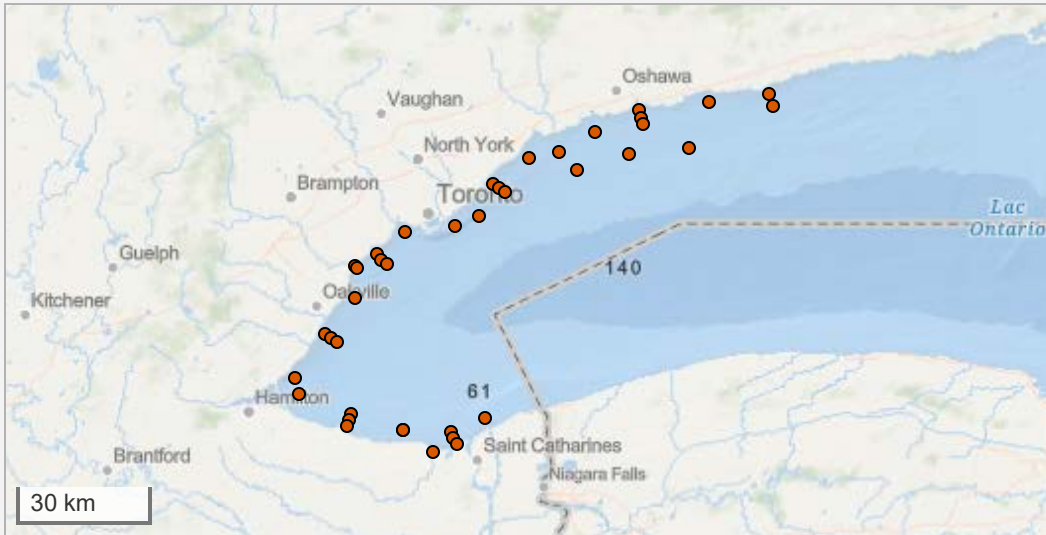 Oshawa
Vaughan
North York
Brampton
Toronto
Lac
Ontario
Guelph
140
Oakville
Kitchener
61
Hamilton
Saint Catharines
Brantford
Niagara Falls
30 km